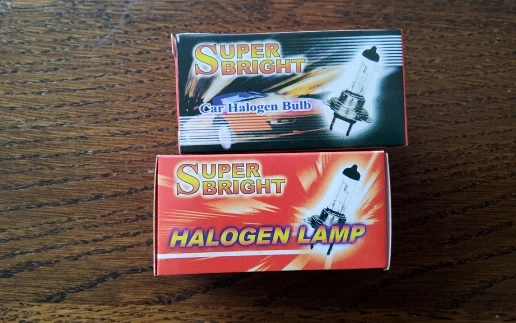 SUPER
BRIGHT
Car Halogen Bulb
SUPER
BRIGHT
HALOGEN LAMP